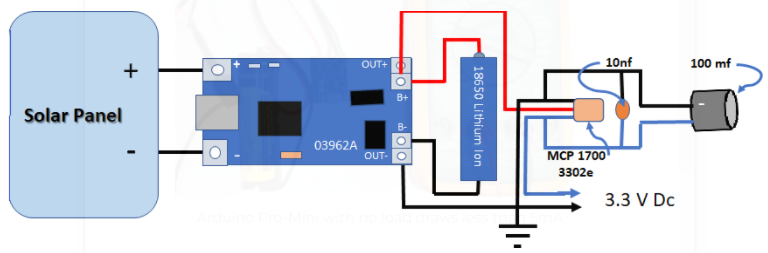 Solar Panel
+
-
+
-
OUT+
B+
B-
OUT-
03962A
18650 Lithium Ion
10nf
100 mf
-
MCP 1700
3302e
3.3 V Dc